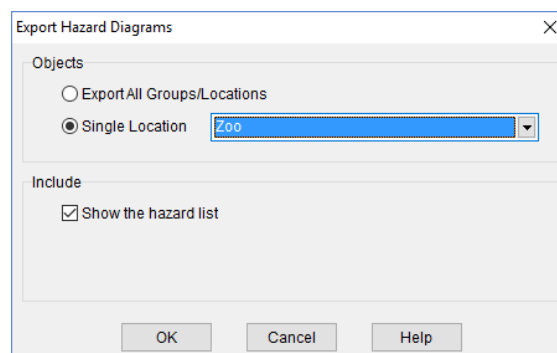 Export Hazard Diagrams
Objects
Export All Groups/Locations
Single Location Zoo
Include
Show the hazard list
OK Cancel Help